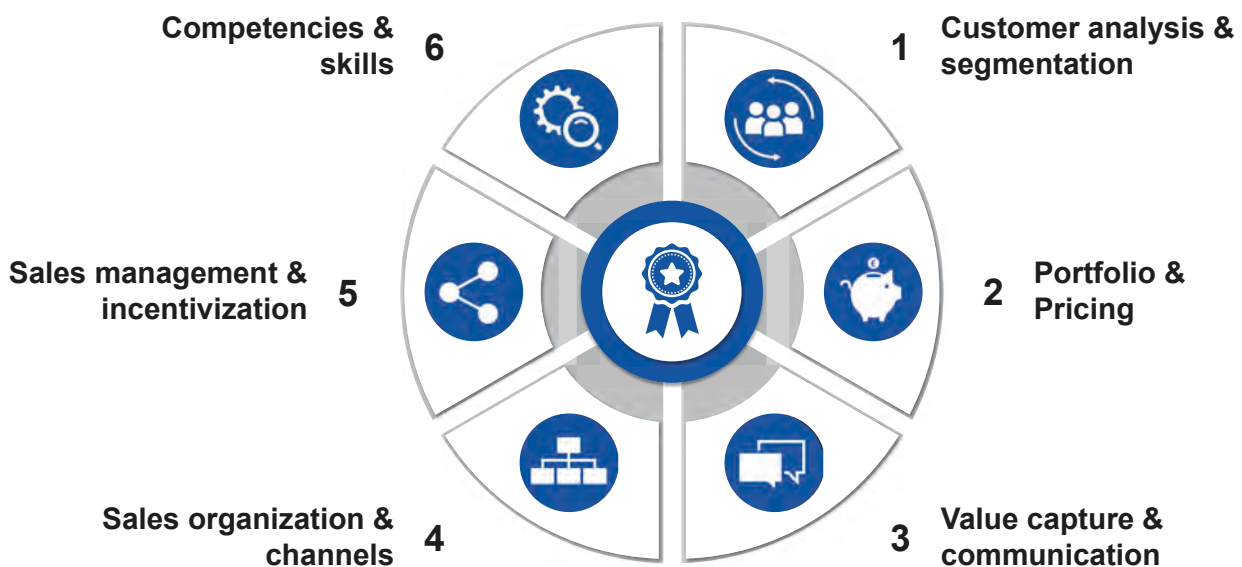 1
Customer analysis &
segmentation
2
Portfolio &
Pricing
3
Value capture &
communication
4
Sales organization &
channels
5
Sales management &
incentivization
6
Competencies &
skills
€